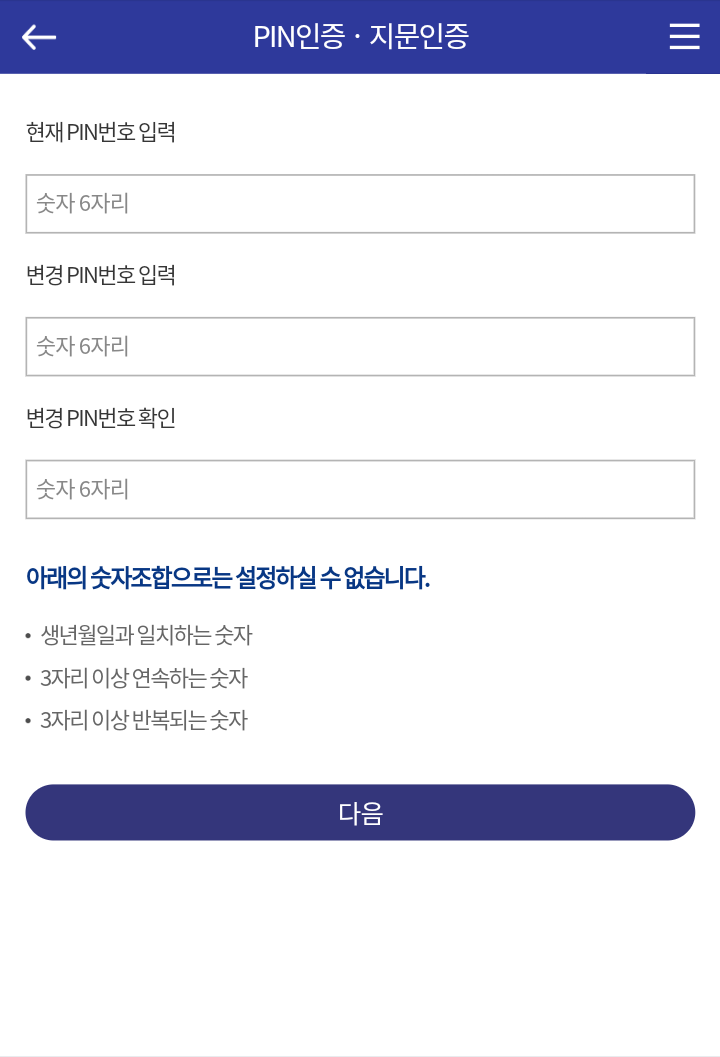 PIN인증 · 지문인증
현재 PIN번호 입력
숫자 6자리
변경 PIN번호 입력
숫자 6자리
변경 PIN번호 확인
숫자 6자리
아래의 숫자조합으로는 설정하실 수 없습니다.
• 생년월일과 일치하는 숫자
• 3자리 이상 연속하는 숫자
• 3자리 이상 반복되는 숫자
다음